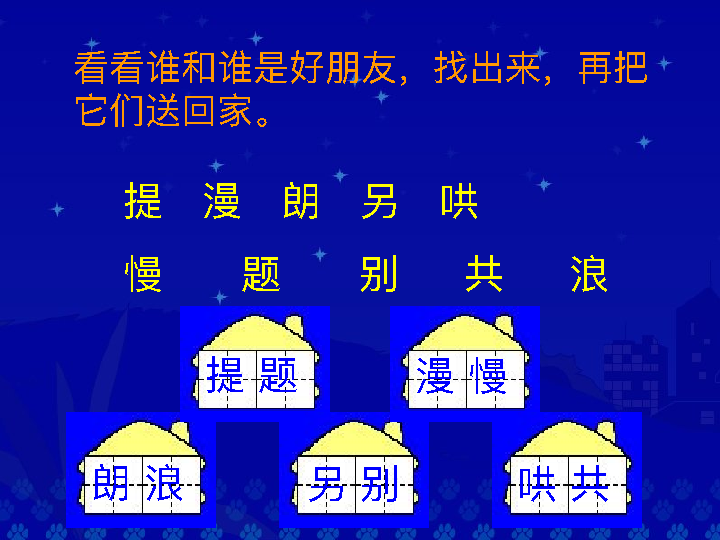 看看谁和谁是好朋友，找出来，再把
它们送回家。
提 漫 朗 另 哄
慢 题 别 共 浪
提 题 漫 慢
朗 浪 另 别 哄 共